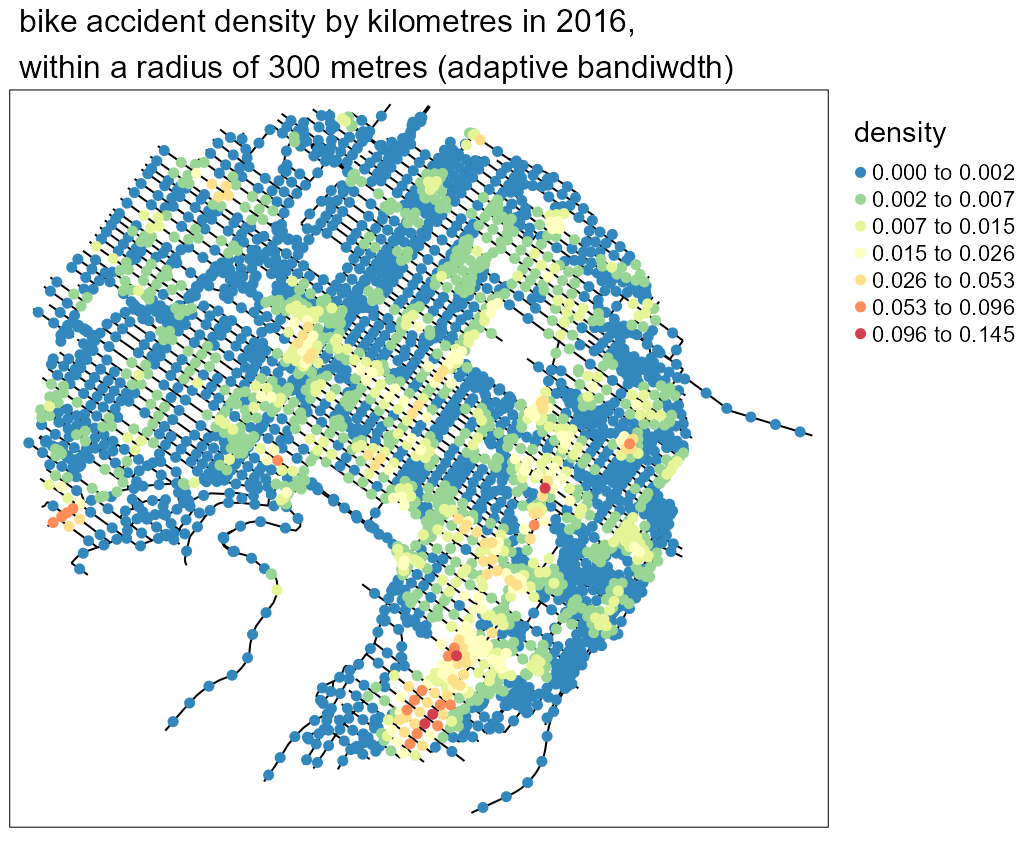 bike accident density by kilometres in 2016,
within a radius of 300 metres (adaptive bandiwdth)
density
0.000 to 0.002
0.002 to 0.007
0.007 to 0.015
0.015 to 0.026
0.026 to 0.053
0.053 to 0.096
0.096 to 0.145